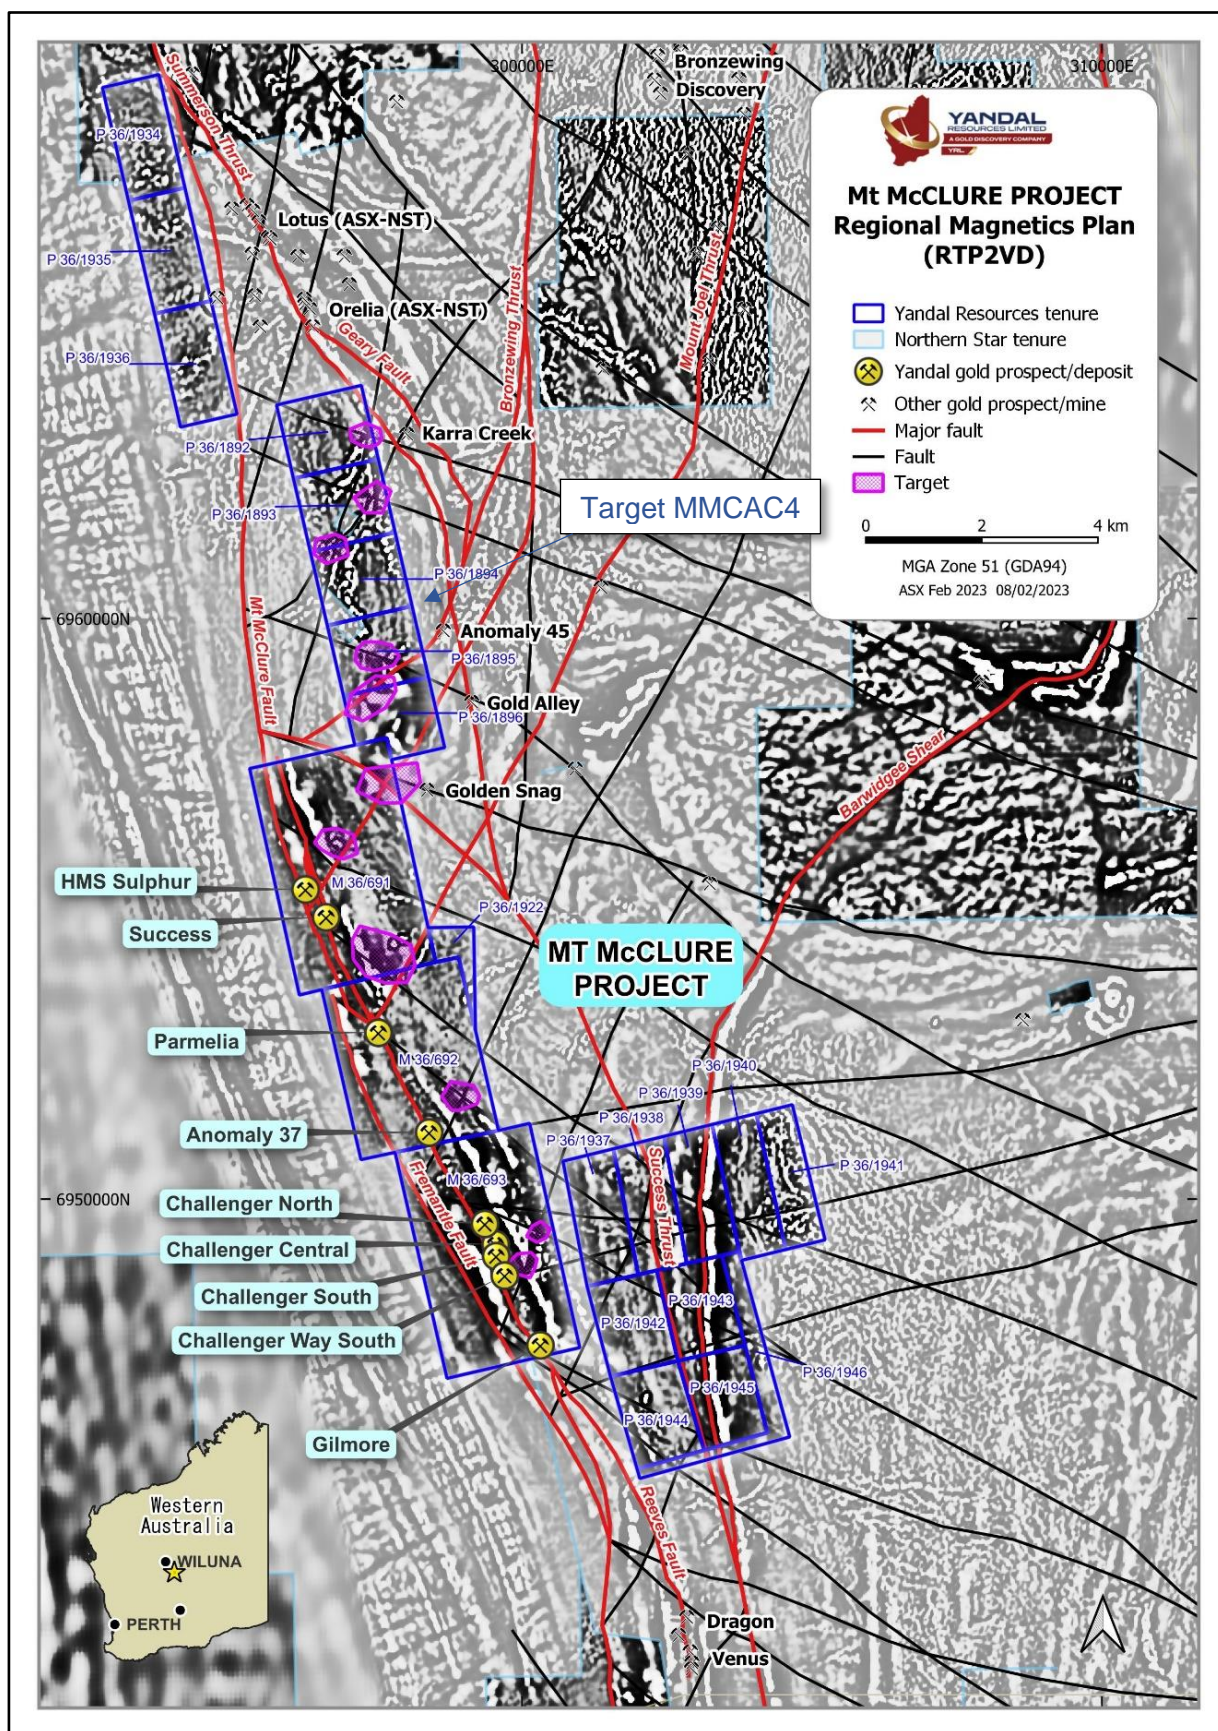 Bronzewing
300000E
310000E
Discovery
Summerson Thrust
P 36/1934
YANDAL
RESOURCES LIMITED
A GOLD DISCOVERY COMPANY
YRL
Mt McCLURE PROJECT
Regional Magnetics Plan
(RTP2VD)
Lotus (ASX-NST)
P 36/1935
Mount Joel Thrust
Orelia (ASX-NST)
Yandal Resources tenure
Northern Star tenure
Yandal gold prospect/deposit
Other gold prospect/mine
Major fault
Fault
Target
0 2 4 km
MGA Zone 51 (GDA94)
ASX Feb 2023 08/02/2023
P 36/1936
Geary Fault
Bronzewing Thrust
Karra Creek
P 36/1892
Target MMCAC4
P 36/1893
P 36/1894
6960000N
Mt McClure Fault
Anomaly 45
P 36/1895
Gold Alley
P 36/1896
Barwidgee Shear
Golden Snag
HMS Sulphur
M 36/691
P 36/1922
Success
MT McCLURE
PROJECT
Parmelia
M 36/692
P 36/1940
P 36/1939
P 36/1938
Anomaly 37
P 36/1937
P 36/1941
Fremantle Fault
M 36/693
Success Thrust
6950000N
Challenger North
Challenger Central
Challenger South
P 36/1943
P 36/1942
Challenger Way South
P 36/1946
P 36/1945
P 36/1944
Gilmore
Reeves Fault
Western
Australia
WILUNA
PERTH
Dragon
Venus